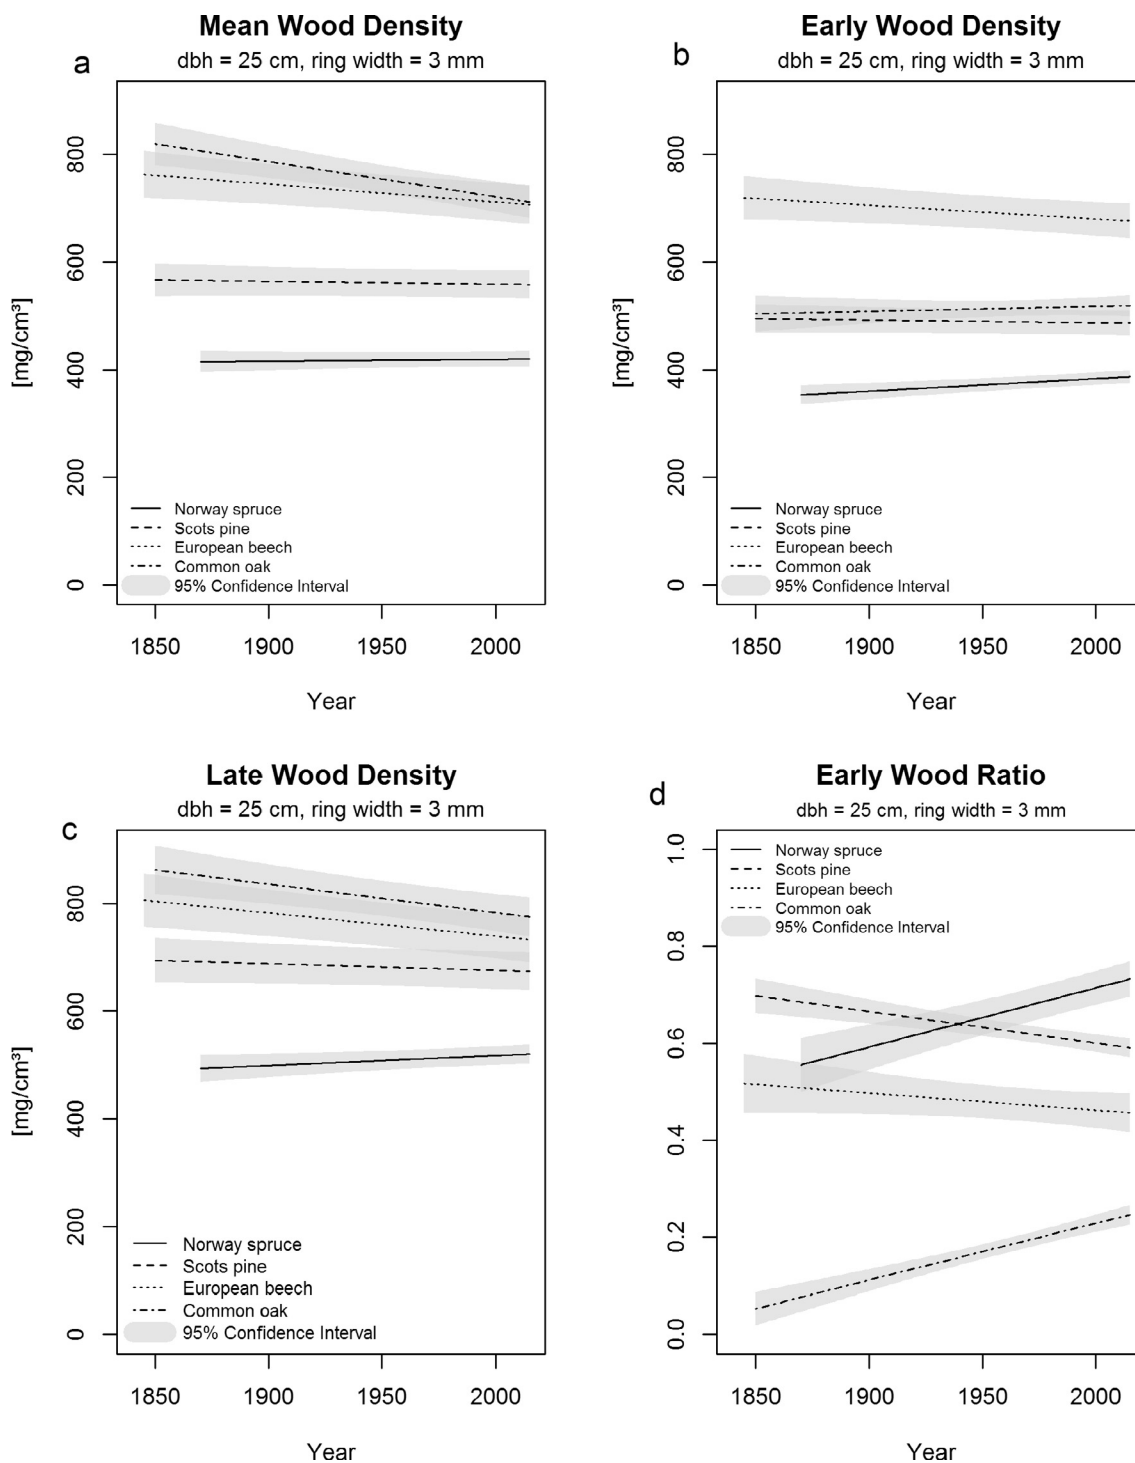 Mean Wood Density
a
dbh = 25 cm, ring width = 3 mm
800
600
400
200
0
[mg/cm³]
Norway spruce
Scots pine
European beech
Common oak
95% Confidence Interval
1850 1900 1950 2000
Year
Early Wood Density
b
dbh = 25 cm, ring width = 3 mm
800
600
400
200
0
[mg/cm³]
Norway spruce
Scots pine
European beech
Common oak
95% Confidence Interval
1850 1900 1950 2000
Year
Late Wood Density
c
dbh = 25 cm, ring width = 3 mm
800
600
400
200
0
[mg/cm³]
Norway spruce
Scots pine
European beech
Common oak
95% Confidence Interval
1850 1900 1950 2000
Year
Early Wood Ratio
d
dbh = 25 cm, ring width = 3 mm
1.0
0.8
0.6
0.4
0.2
0.0
Norway spruce
Scots pine
European beech
Common oak
95% Confidence Interval
1850 1900 1950 2000
Year